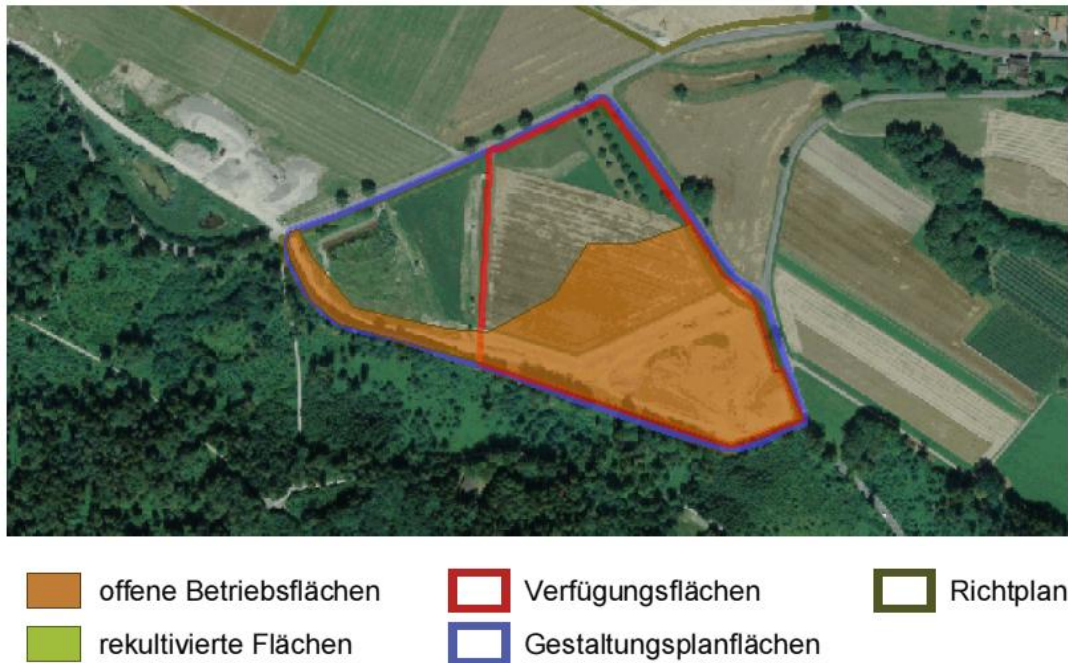 offene Betriebsflächen
Verfügungsflächen
Richtplan
rekultivierte Flächen
Gestaltungsplanflächen